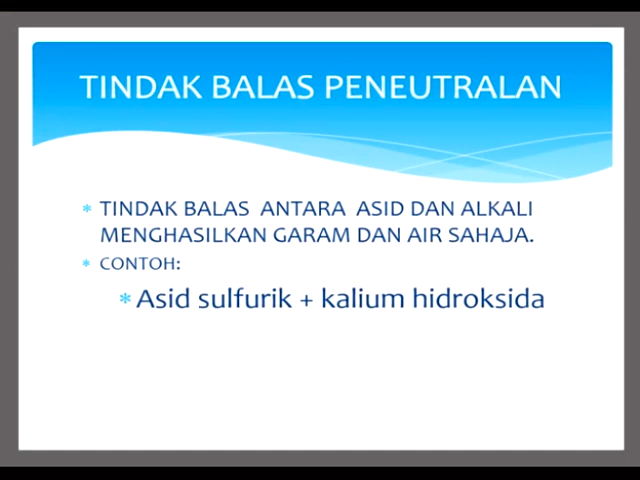 TINDAK BALAS PENEUTRALAN
* TINDAK BALAS ANTARA ASID DAN ALKALI
MENGHASILKAN GARAM DAN AIR SAHAJA.
* CONTOH:
* Asid sulfurik + kalium hidroksida